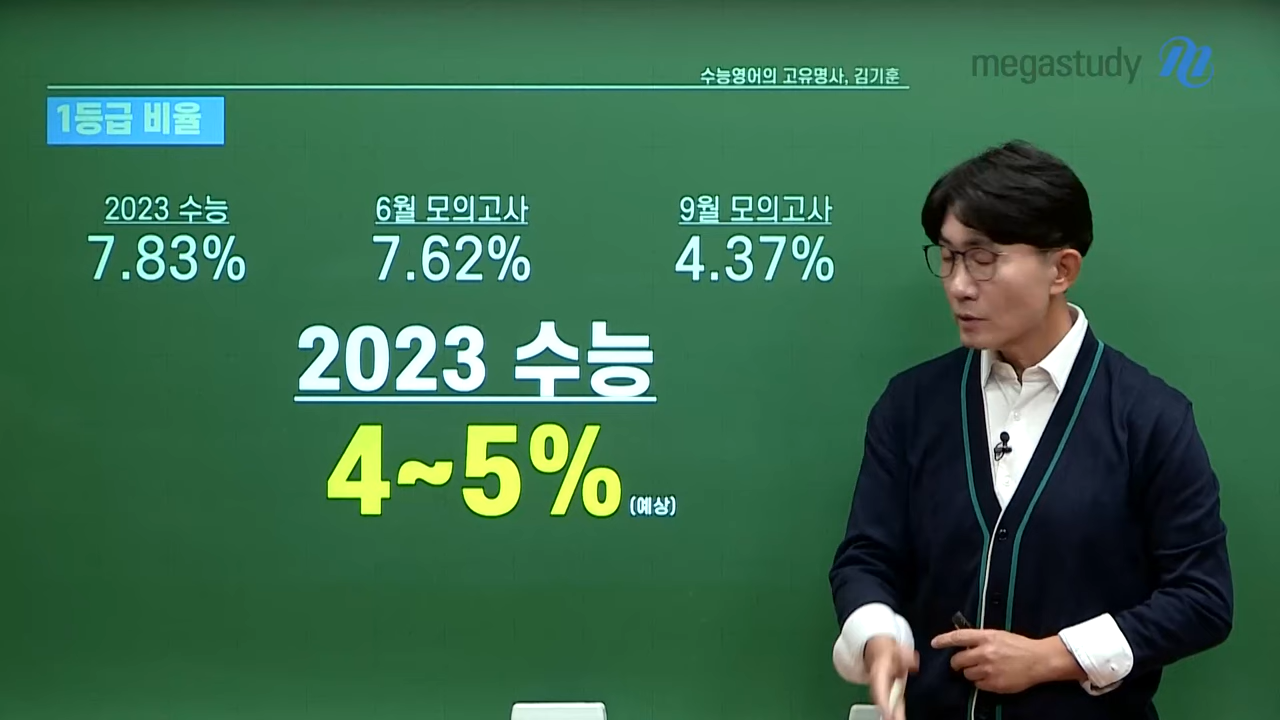 수능영어의 고유명사, 김기훈
megastudy
1등급 비율
2023 수능
6월 모의고사
9월 모의고사
7.83%
7.62%
4.37%
2023 수능
4~5%
(예상)